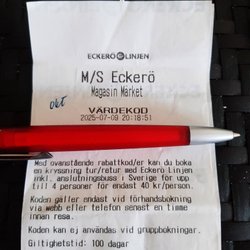 ECKERÖ LINJEN
M/S Eckerö
Magasin Market
okt
VÄRDEKOD
2025-07-09 20:18:51
Med ovanstående rabattkod/er kan du boka
en kryssning tur/retur med Eckerö Linjen
inkl. anslutningsbuss i Sverige för upp
till 4 personer för endast 40 kr/person.
Koden gäller endast vid förhandsbokning
via webb eller telefon senast en timme
innan resa.
Koden kan ej användas vid gruppbokningar.
Giltighetstid: 100 dagar